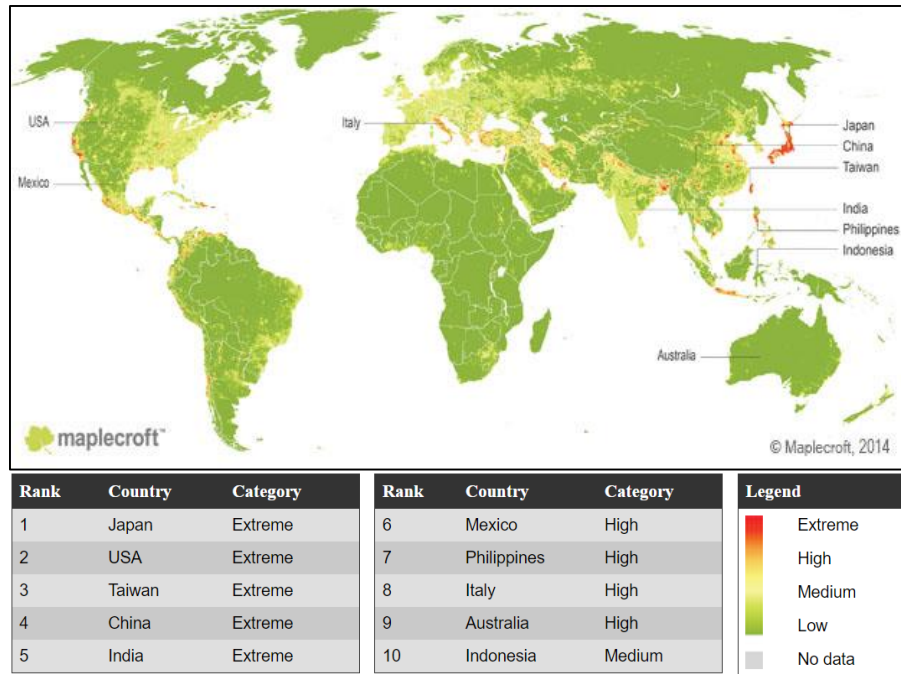 USA
Mexico
Italy
Japan
China
Taiwan
India
Philippines
Indonesia
Australia
maplecroft™
© Maplecroft, 2014
Rank Country Category
1 Japan Extreme
2 USA Extreme
3 Taiwan Extreme
4 China Extreme
5 India Extreme
Rank Country Category
6 Mexico High
7 Philippines High
8 Italy High
9 Australia High
10 Indonesia Medium
Legend
Extreme
High
Medium
Low
No data